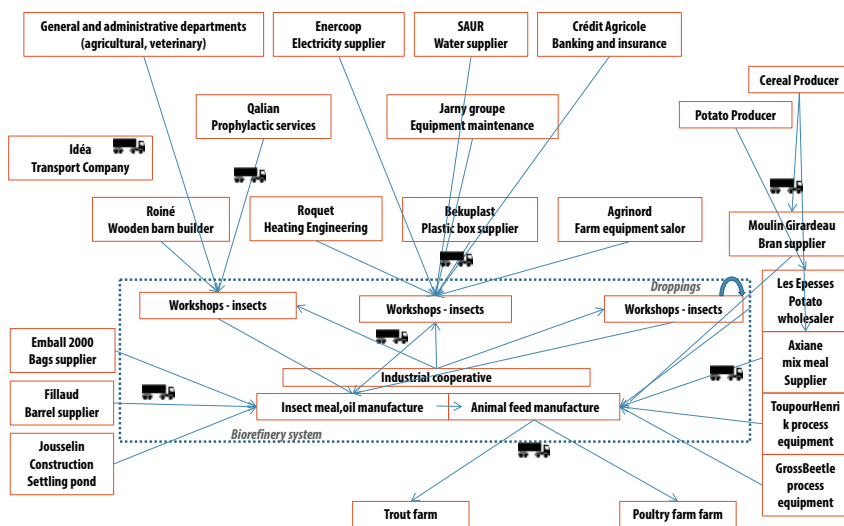 General and administrative departments
(agricultural, veterinary)
Enercoop
Electricity supplier
SAUR
Water supplier
Crédit Agricole
Banking and insurance
Cereal Producer
Qalian
Prophylactic services
Jarny groupe
Equipment maintenance
Potato Producer
Idéa
Transport Company
Roiné
Wooden barn builder
Roquet
Heating Engineering
Bekuplast
Plastic box supplier
Agrinord
Farm equipment salor
Moulin Girardeau
Bran supplier
Droppings
Workshops - insects
Workshops - insects
Workshops - insects
Les Epesses
Potato
wholesaler
Emball 2000
Bags supplier
Axiane
mix meal
Supplier
Industrial cooperative
Fillaud
Barrel supplier
Insect meal,oil manufacture
Animal feed manufacture
ToupourHenri
k process
equipment
Biorefinery system
Jousselin
Construction
Settling pond
GrossBeetle
process
equipment
Trout farm
Poultry farm farm